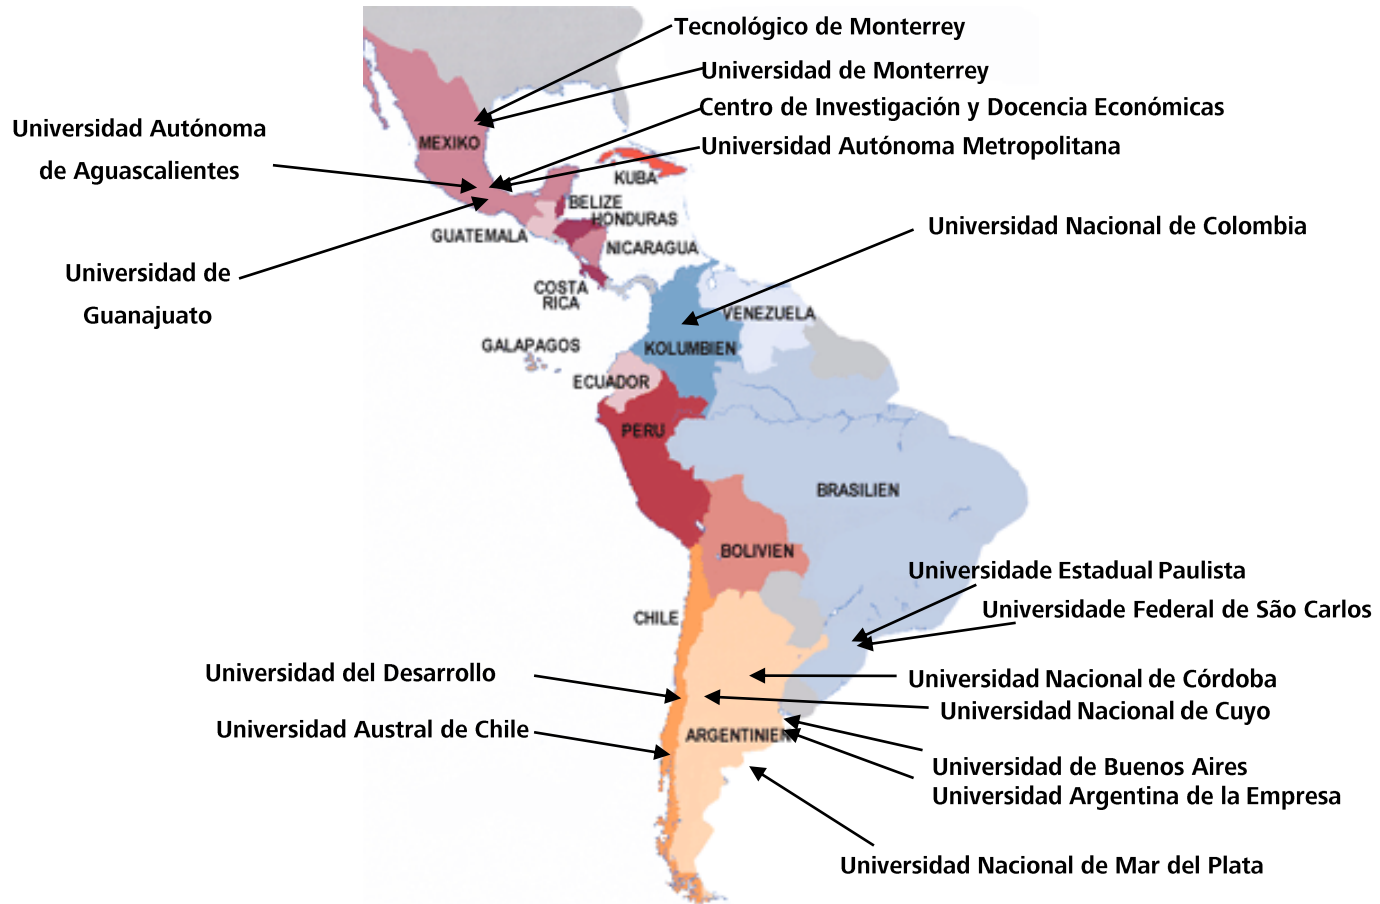 Tecnológico de Monterrey
Universidad de Monterrey
Centro de Investigación y Docencia Económicas
Universidad Autónoma
de Aguascalientes
MEXIKO
Universidad Autónoma Metropolitana
KUBA
BELIZE
HONDURAS
GUATEMALA
NICARAGUA
Universidad Nacional de Colombia
Universidad de
Guanajuato
COSTA
RICA
VENEZUELA
GALAPAGOS
KOLUMBIEN
ECUADOR
PERU
BRASILIEN
BOLIVIEN
Universidade Estadual Paulista
Universidade Federal de São Carlos
CHILE
Universidad del Desarrollo
Universidad Nacional de Córdoba
Universidad Nacional de Cuyo
Universidad Austral de Chile
ARGENTINIEN
Universidad de Buenos Aires
Universidad Argentina de la Empresa
Universidad Nacional de Mar del Plata